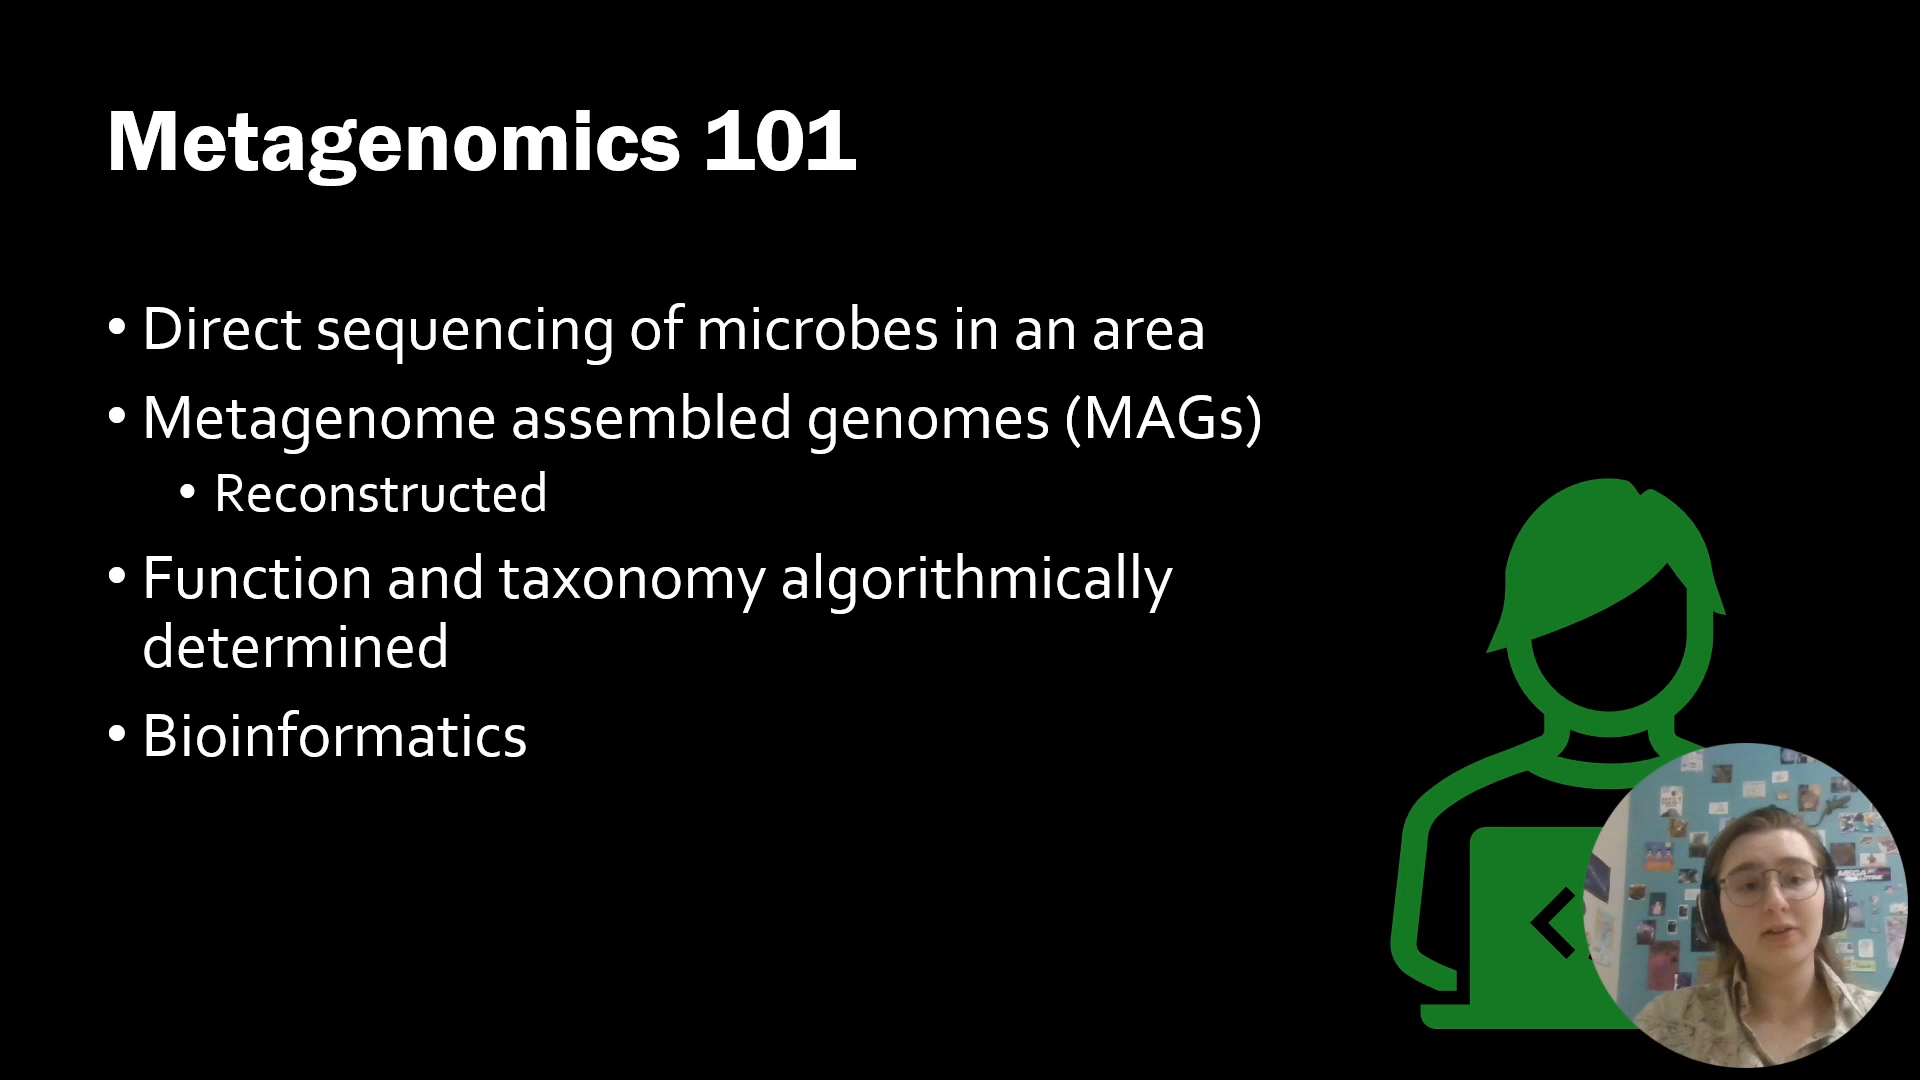 Metagenomics 101
• Direct sequencing of microbes in an area
• Metagenome assembled genomes (MAGs)
• Reconstructed
• Function and taxonomy algorithmically
determined
• Bioinformatics
<
MEGA